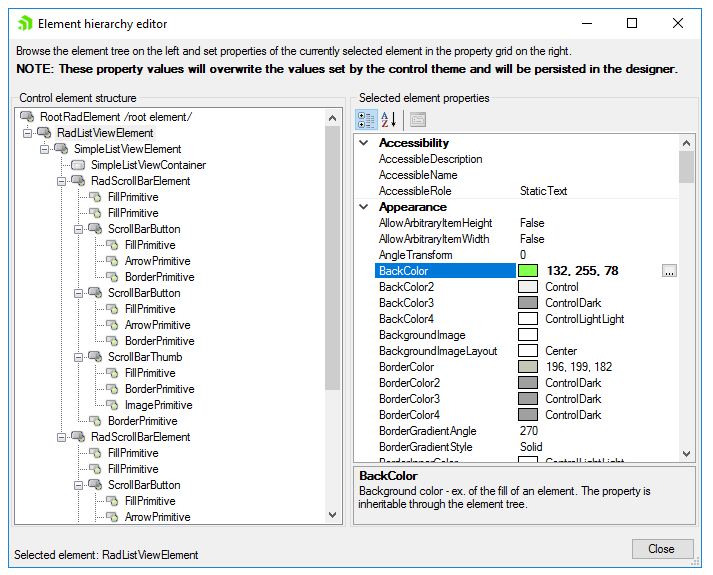 Element hierarchy editor
Browse the element tree on the left and set properties of the currently selected element in the property grid on the right.
NOTE: These property values will overwrite the values set by the control theme and will be persisted in the designer.
Control element structure
RootRadElement /root element/
RadListViewElement
SimpleListViewElement
SimpleListViewContainer
RadScrollBarElement
FillPrimitive
FillPrimitive
ScrollBarButton
FillPrimitive
ArrowPrimitive
BorderPrimitive
ScrollBarButton
FillPrimitive
ArrowPrimitive
BorderPrimitive
ScrollBarThumb
FillPrimitive
BorderPrimitive
ImagePrimitive
BorderPrimitive
RadScrollBarElement
FillPrimitive
FillPrimitive
ScrollBarButton
FillPrimitive
ArrowPrimitive
Selected element properties
A
Z
Accessibility
AccessibleDescription
AccessibleName
AccessibleRole StaticText
Appearance
AllowArbitraryItemHeight False
AllowArbitraryItemWidth False
AngleTransform 0
BackColor 132, 255, 78 ...
BackColor2 Control
BackColor3 ControlDark
BackColor4 ControlLightLight
BackgroundImage
BackgroundImageLayout Center
BorderColor 196, 199, 182
BorderColor2 ControlDark
BorderColor3 ControlDark
BorderColor4 ControlDark
BorderGradientAngle 270
BorderGradientStyle Solid
BorderInnerColor ControlLightLight
BackColor
Background color - ex. of the fill of an element. The property is
inheritable through the element tree.
Selected element: RadListViewElement
Close